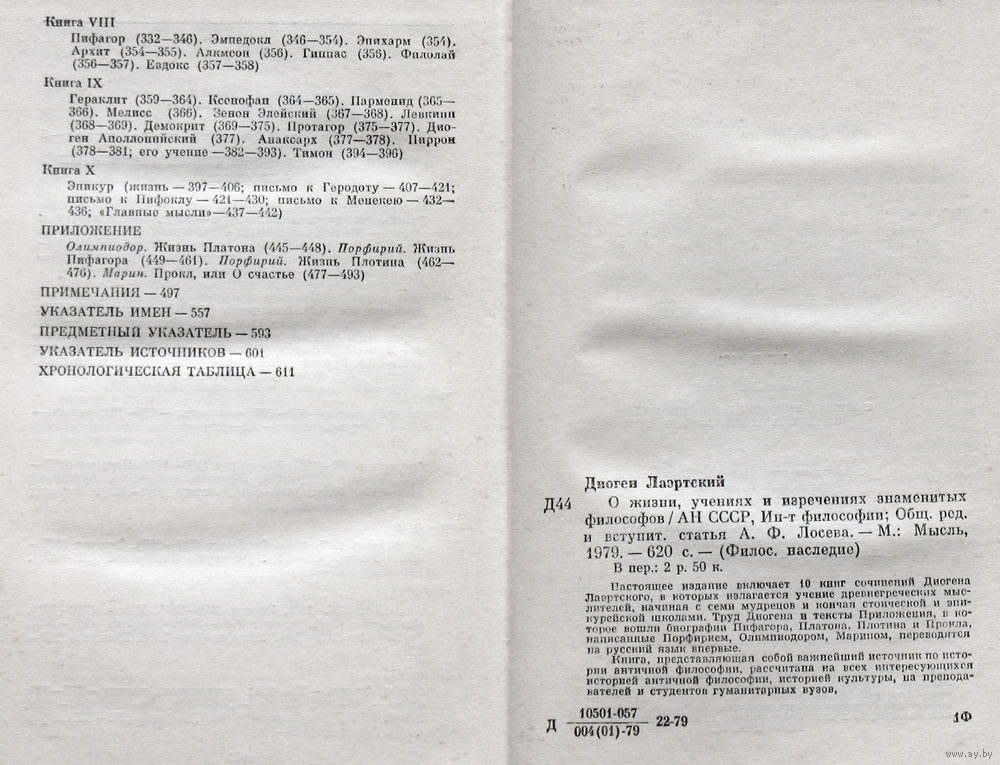 Книга VIII
Пифагор (332—346). Эмпедокл (346—354). Эпихарм (354).
Архит (354—355). Алкмеон (356). Гиппас (356). Филолай
(356—357). Евдокс (357—358)
Книга IX
Гераклит (359—364). Ксенофан (364—365). Парменид (365—
366). Мелисс (366). Зенон Элейский (367—368). Левкипп
(368—369). Демокрит (369—375). Протагор (375—377). Дио-
ген Аполлонийский (377). Анаксарх (377—378). Пиррон
(378—381; его учение —382—393). Тимон (394—396)
Книга X
Эпикур (жизнь — 397—406; письмо к Геродоту — 407—421;
письмо к Пифоклу — 421—430; письмо к Менекею — 432—
436; «Главные мысли»—437—442)
ПРИЛОЖЕНИЕ
Олимпиодор. Жизнь Платона (445—448). Порфирий. Жизнь
Пифагора (449—461). Порфирий. Жизнь Плотина (462—
476). Марин. Прокл, или О счастье (477—493)
ПРИМЕЧАНИЯ — 497
УКАЗАТЕЛЬ ИМЕН — 557
ПРЕДМЕТНЫЙ УКАЗАТЕЛЬ — 593
УКАЗАТЕЛЬ ИСТОЧНИКОВ — 601
ХРОНОЛОГИЧЕСКАЯ ТАБЛИЦА — 611
Диоген Лаэртский
Д44 О жизни, учениях и изречениях знаменитых
философов / АН СССР, Ин-т философии; Общ. ред.
и вступит. статья А. Ф. Лосева. — М.: Мысль,
1979. — 620 с. — (Филос. наследие)
В пер.: 2 р. 50 к.
Настоящее издание включает 10 книг сочинений Диогена
Лаэртского, в которых излагается учение древнегреческих мыс-
лителей, начиная с семи мудрецов и кончая стоической и эпи-
курейской школами. Труд Диогена и тексты Приложения, в ко-
торое вошли биографии Пифагора, Платона, Плотина и Прокла,
написанные Порфирием, Олимпиодором, Марином, переводятся
на русский язык впервые.
Книга, представляющая собой важнейший источник по исто-
рии античной философии, рассчитана на всех интересующихся
историей античной философии, историей культуры, на препода-
вателей и студентов гуманитарных вузов,
Д 10501-057 22-79 1Ф
004(01)-79
www.ay.by